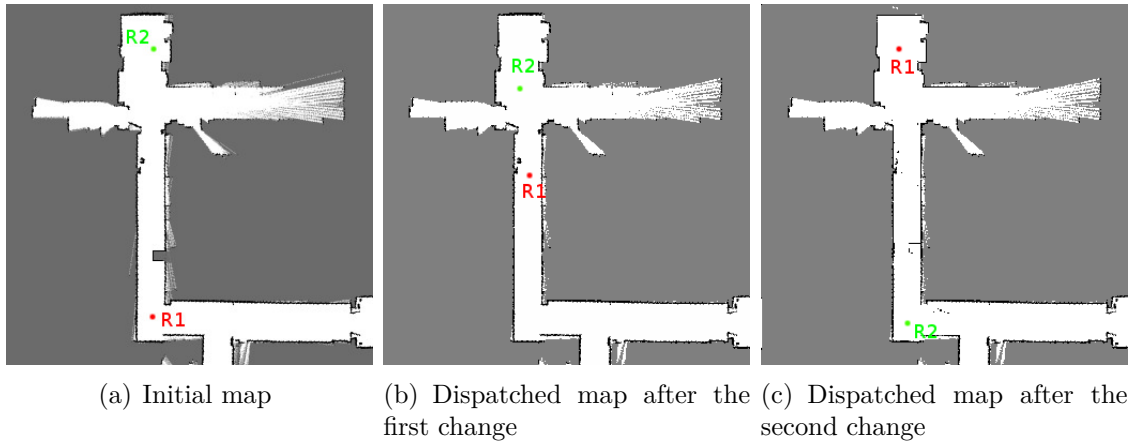 R2
R1
R2
R1
R1
R2
(a) Initial map
(b) Dispatched map after the
first change
(c) Dispatched map after the
second change